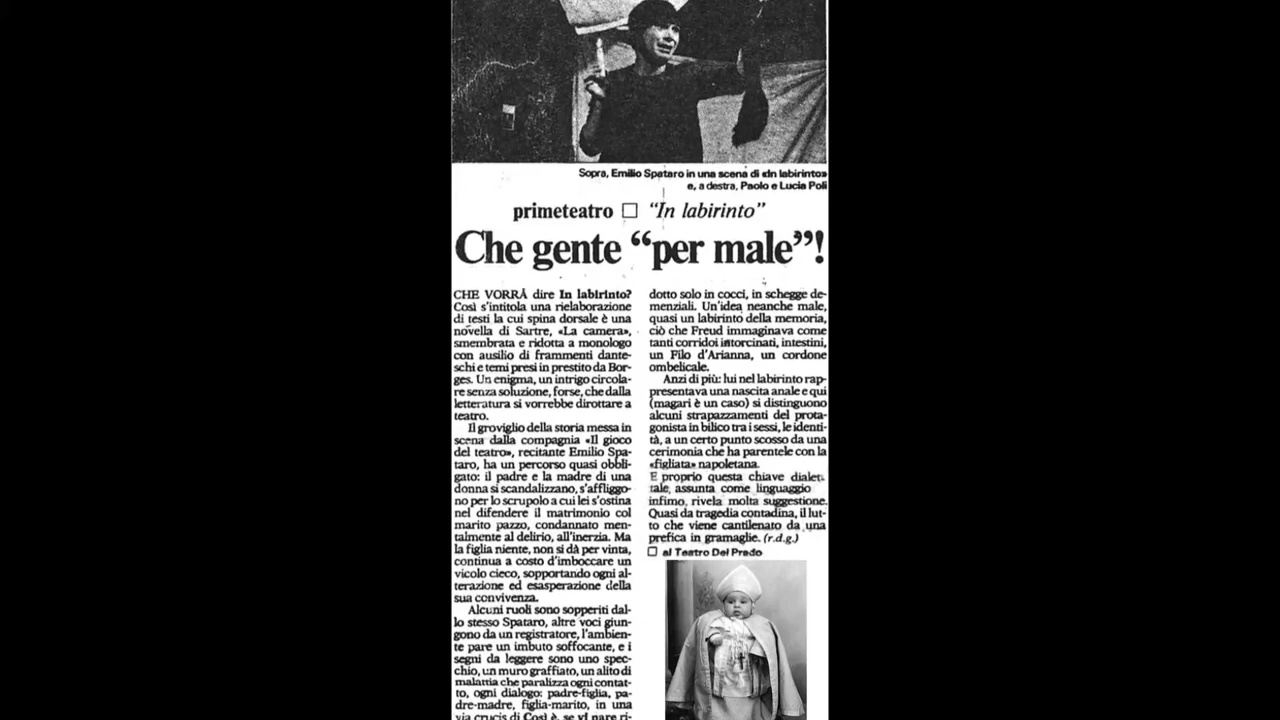 Sopra, Emilio Spataro in una scena di «In labirinto»
e, a destra, Paolo e Lucia Poli
primeteatro □ “In labirinto”
Che gente “per male”!
CHE VORRÀ dire In labirinto?
Così s’intitola una rielaborazione
di testi la cui spina dorsale è una
novella di Sartre, «La camera»,
smembrata e ridotta a monologo
con ausilio di frammenti dante-
schi e temi presi in prestito da Bor-
ges. Un enigma, un intrigo circola-
re senza soluzione, forse, che dalla
letteratura si vorrebbe dirottare a
teatro.
Il groviglio della storia messa in
scena dalla compagnia «Il gioco
del teatro», recitante Emilio Spa-
taro, ha un percorso quasi obbli-
gato: il padre e la madre di una
donna si scandalizzano, s’affliggo-
no per lo scrupolo a cui lei s’ostina
nel difendere il matrimonio col
marito pazzo, condannato men-
talmente al delirio, all’inerzia. Ma
la figlia niente, non si dà per vinta,
continua a costo d’imboccare un
vicolo cieco, sopportando ogni al-
terazione ed esasperazione della
sua convivenza.
Alcuni ruoli sono sopperiti dal-
lo stesso Spataro, altre voci giun-
gono da un registratore, l’ambien-
te pare un imbuto soffocante, e i
segni da leggere sono uno spec-
chio, un muro graffiato, un alito di
malattia che paralizza ogni contat-
to, ogni dialogo: padre-figlia, pa-
dre-madre, figlia-marito, in una
via crucis di Così è, se vi pare ri-
dotto solo in cocci, in schegge de-
menziali. Un’idea neanche male,
quasi un labirinto della memoria,
ciò che Freud immaginava come
tanti corridoi intorcinati, intestini,
un Filo d’Arianna, un cordone
ombelicale.
Anzi di più: lui nel labirinto rap-
presentava una nascita anale e qui
(magari è un caso) si distinguono
alcuni strapazzamenti del prota-
gonista in bilico tra i sessi, le identi-
tà, a un certo punto scosso da una
cerimonia che ha parentele con la
«figliata» napoletana.
E proprio questa chiave dialet-
tale, assunta come linguaggio
infimo, rivela molta suggestione.
Quasi da tragedia contadina, il lut-
to che viene cantilenato da una
prefica in gramaglie. (r.d.g.)
□ al Teatro Del Prado